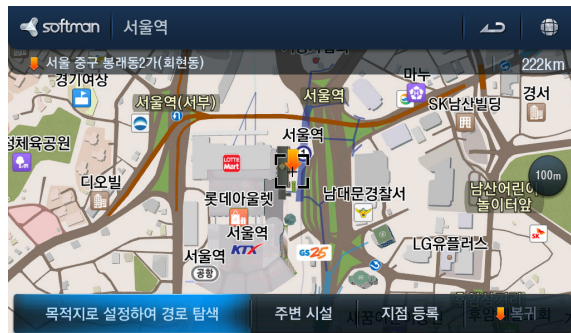 softman 서울역
서울 중구 봉래동2가(회현동)
222km
경기여상
마누
경서
서울역(서부)
서울역
SK남산빌딩
서울역
1
정체육공원
LOTTE
Mart
100m
디오빌
롯데아울렛
남대문경찰서
남산어린이
놀이터앞
서울역
GS25
LG유플러스
SK
서울역
KTX
공항
목적지로 설정하여 경로 탐색
주변 시설
지점 등록
복귀